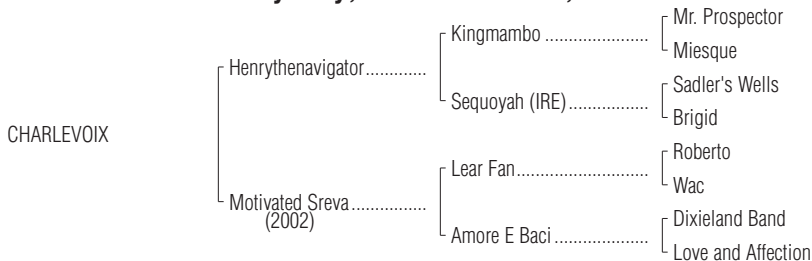 Kingmambo
Mr. Prospector
Miesque
Henrythenavigator
Sequoyah (IRE)
Sadler's Wells
Brigid
CHARLEVOIX
Motivated Sreva
(2002)
Lear Fan
Roberto
Wac
Amore E Baci
Dixieland Band
Love and Affection